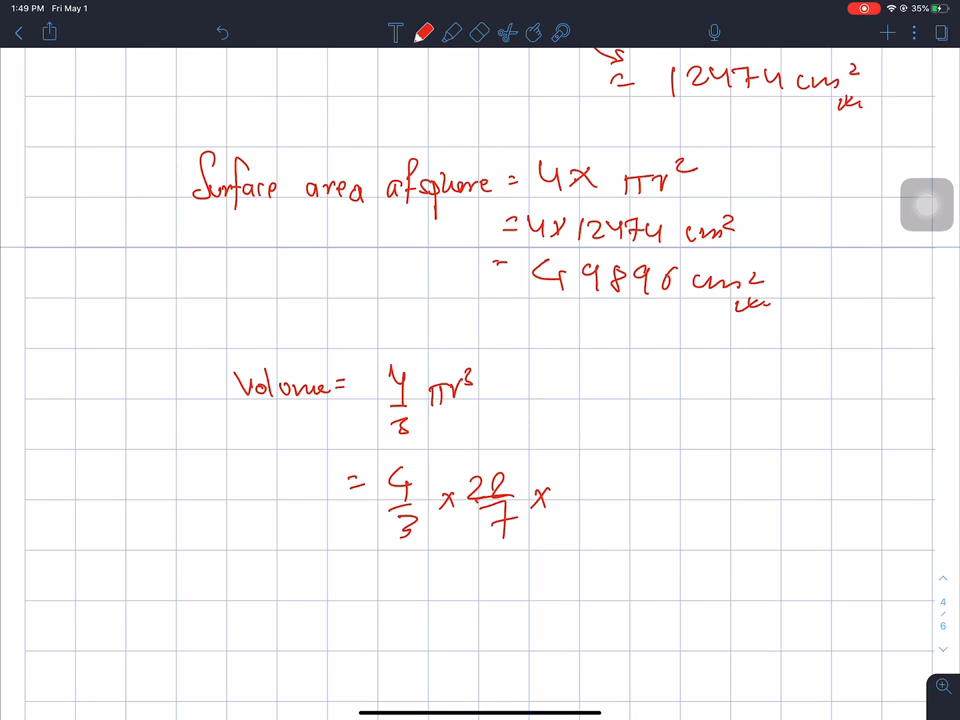 1:49 PM Fri May 1
35%
≃ 12474 cm²
Surface area of sphere = 4 × πr²
= 4 × 12474 cm²
= 49896 cm²
Volume = 4/3 πr³
= 4/3 × 22/7 ×
4
/
6